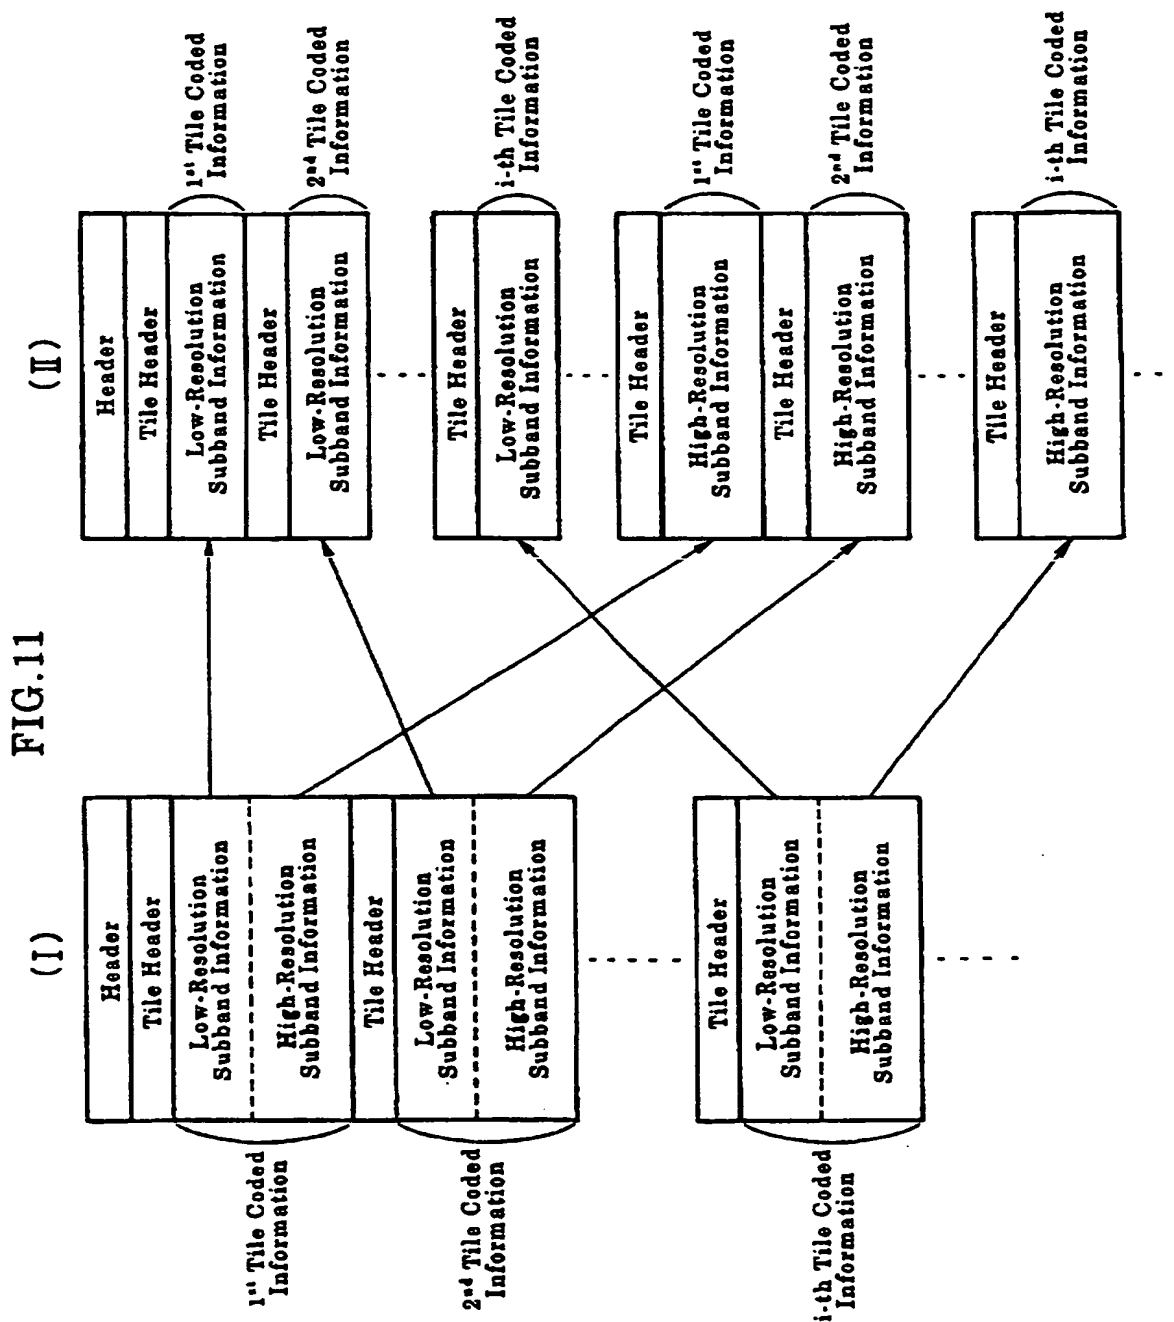 FIG.11
(I)
Header
Tile Header
Low-Resolution
Subband Information
High-Resolution
Subband Information
Tile Header
Low-Resolution
Subband Information
High-Resolution
Subband Information
Tile Header
Low-Resolution
Subband Information
High-Resolution
Subband Information
1st Tile Coded
Information
2nd Tile Coded
Information
i-th Tile Coded
Information
(II)
Header
Tile Header
Low-Resolution
Subband Information
Tile Header
Low-Resolution
Subband Information
Tile Header
Low-Resolution
Subband Information
Tile Header
High-Resolution
Subband Information
Tile Header
High-Resolution
Subband Information
Tile Header
High-Resolution
Subband Information
1st Tile Coded
Information
2nd Tile Coded
Information
i-th Tile Coded
Information
1st Tile Coded
Information
2nd Tile Coded
Information
i-th Tile Coded
Information